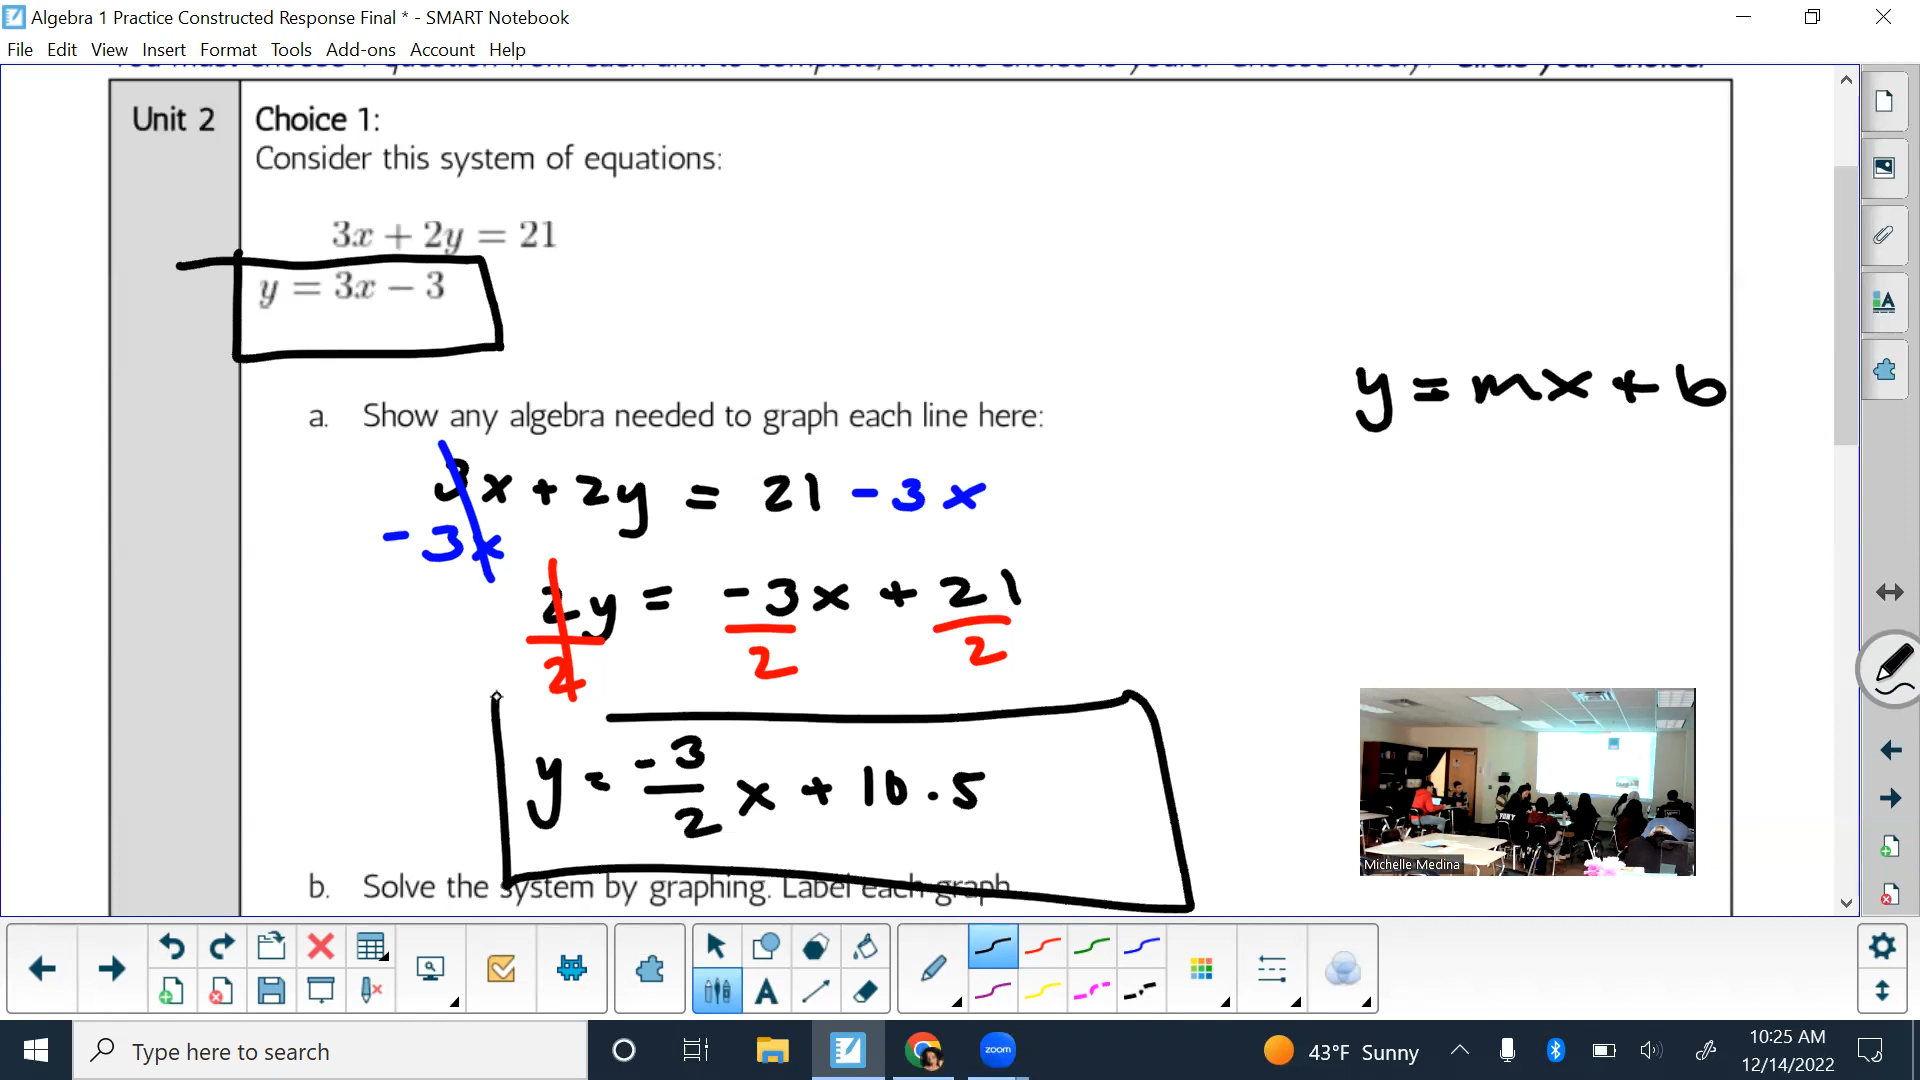 Algebra 1 Practice Constructed Response Final * - SMART Notebook
File Edit View Insert Format Tools Add-ons Account Help
Unit 2
Choice 1:
Consider this system of equations:
3x + 2y = 21
y = 3x − 3
y = mx + b
a. Show any algebra needed to graph each line here:
3x + 2y = 21 - 3x
- 3x
2y = -3x + 21
2 2 2
y = -3/2 x + 10.5
Michelle Medina
b. Solve the system by graphing. Label each graph
A
Type here to search
zoom
43°F Sunny
10:25 AM
12/14/2022